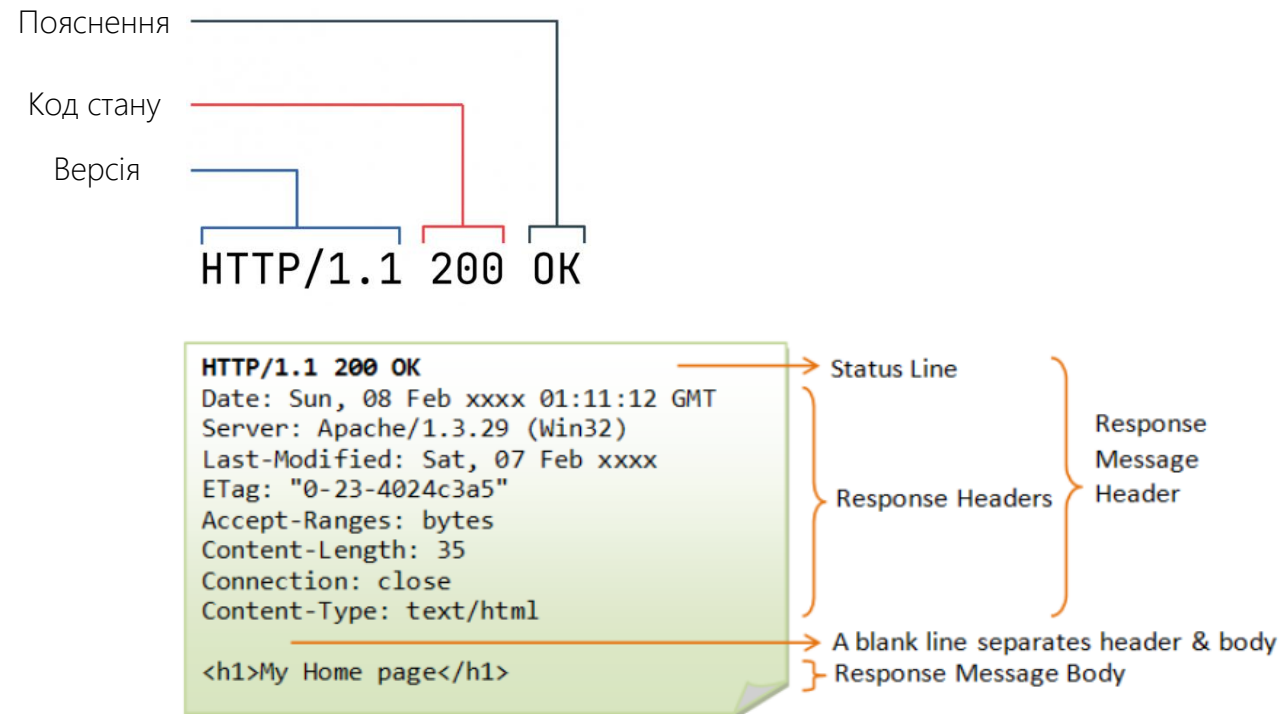 Пояснення
Код стану
Версія
HTTP/1.1 200 OK
HTTP/1.1 200 OK
Date: Sun, 08 Feb xxxx 01:11:12 GMT
Server: Apache/1.3.29 (Win32)
Last-Modified: Sat, 07 Feb xxxx
ETag: "0-23-4024c3a5"
Accept-Ranges: bytes
Content-Length: 35
Connection: close
Content-Type: text/html
<h1>My Home page</h1>
Status Line
Response Headers
Response
Message
Header
A blank line separates header & body
Response Message Body